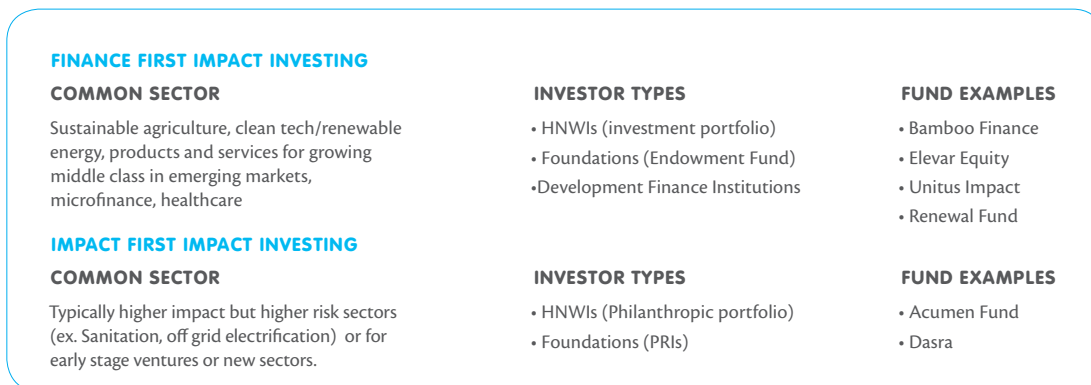 FINANCE FIRST IMPACT INVESTING
COMMON SECTOR
Sustainable agriculture, clean tech/renewable
energy, products and services for growing
middle class in emerging markets,
microfinance, healthcare
INVESTOR TYPES
• HNWIs (investment portfolio)
• Foundations (Endowment Fund)
•Development Finance Institutions
FUND EXAMPLES
• Bamboo Finance
• Elevar Equity
• Unitus Impact
• Renewal Fund
IMPACT FIRST IMPACT INVESTING
COMMON SECTOR
Typically higher impact but higher risk sectors
(ex. Sanitation, off grid electrification) or for
early stage ventures or new sectors.
INVESTOR TYPES
• HNWIs (Philanthropic portfolio)
• Foundations (PRIs)
FUND EXAMPLES
• Acumen Fund
• Dasra